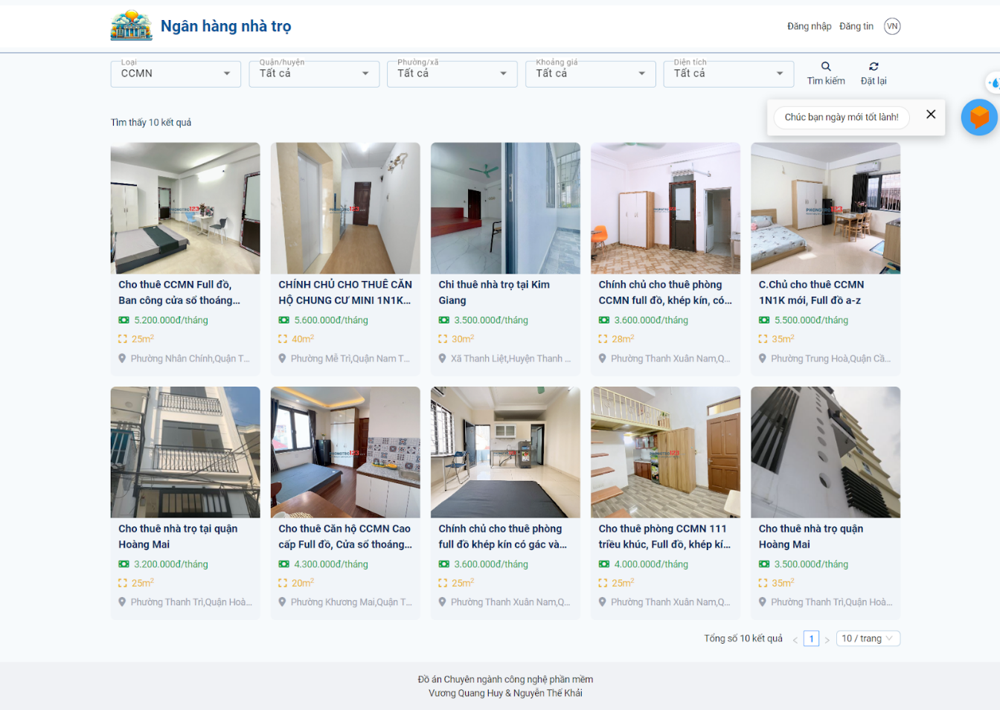 Ngân hàng nhà trọ
Đăng nhập Đăng tin VN
Loại
CCMN
Quận/huyện
Tất cả
Phường/xã
Tất cả
Khoảng giá
Tất cả
Diện tích
Tất cả
Tìm kiếm
Đặt lại
Chúc bạn ngày mới tốt lành!
Tìm thấy 10 kết quả
PHONGTRO123
PHONGTRO123
PHONGTRO123
PHONGTRO123
Cho thuê CCMN Full đồ,
Ban công cửa sổ thoáng...
5.200.000đ/tháng
25m²
Phường Nhân Chính,Quận T...
CHÍNH CHỦ CHO THUÊ CĂN
HỘ CHUNG CƯ MINI 1N1K...
5.600.000đ/tháng
40m²
Phường Mễ Trì,Quận Nam T...
Chi thuê nhà trọ tại Kim
Giang
3.500.000đ/tháng
30m²
Xã Thanh Liệt,Huyện Thanh ...
Chính chủ cho thuê phòng
CCMN full đồ, khép kín, có...
3.600.000đ/tháng
28m²
Phường Thanh Xuân Nam,Q...
C.Chủ cho thuê CCMN
1N1K mới, Full đồ a-z
5.500.000đ/tháng
35m²
Phường Trung Hoà,Quận Cầ...
PHONGTRO123
PHONGTRO123
PHONGTRO123
Cho thuê nhà trọ tại quận
Hoàng Mai
3.200.000đ/tháng
25m²
Phường Thanh Trì,Quận Hoà...
Cho thuê Căn hộ CCMN Cao
cấp Full đồ, Cửa sổ thoáng...
4.300.000đ/tháng
20m²
Phường Khương Mai,Quận T...
Chính chủ cho thuê phòng
full đồ khép kín có gác và...
3.600.000đ/tháng
25m²
Phường Thanh Xuân Nam,Q...
Cho thuê phòng CCMN 111
triều khúc, Full đồ, khép kí...
4.000.000đ/tháng
25m²
Phường Thanh Xuân Nam,Q...
Cho thuê nhà trọ quận
Hoàng Mai
3.500.000đ/tháng
35m²
Phường Thanh Trì,Quận Hoà...
Tổng số 10 kết quả < 1 > 10 / trang
Đồ án Chuyên ngành công nghệ phần mềm
Vương Quang Huy & Nguyễn Thế Khải